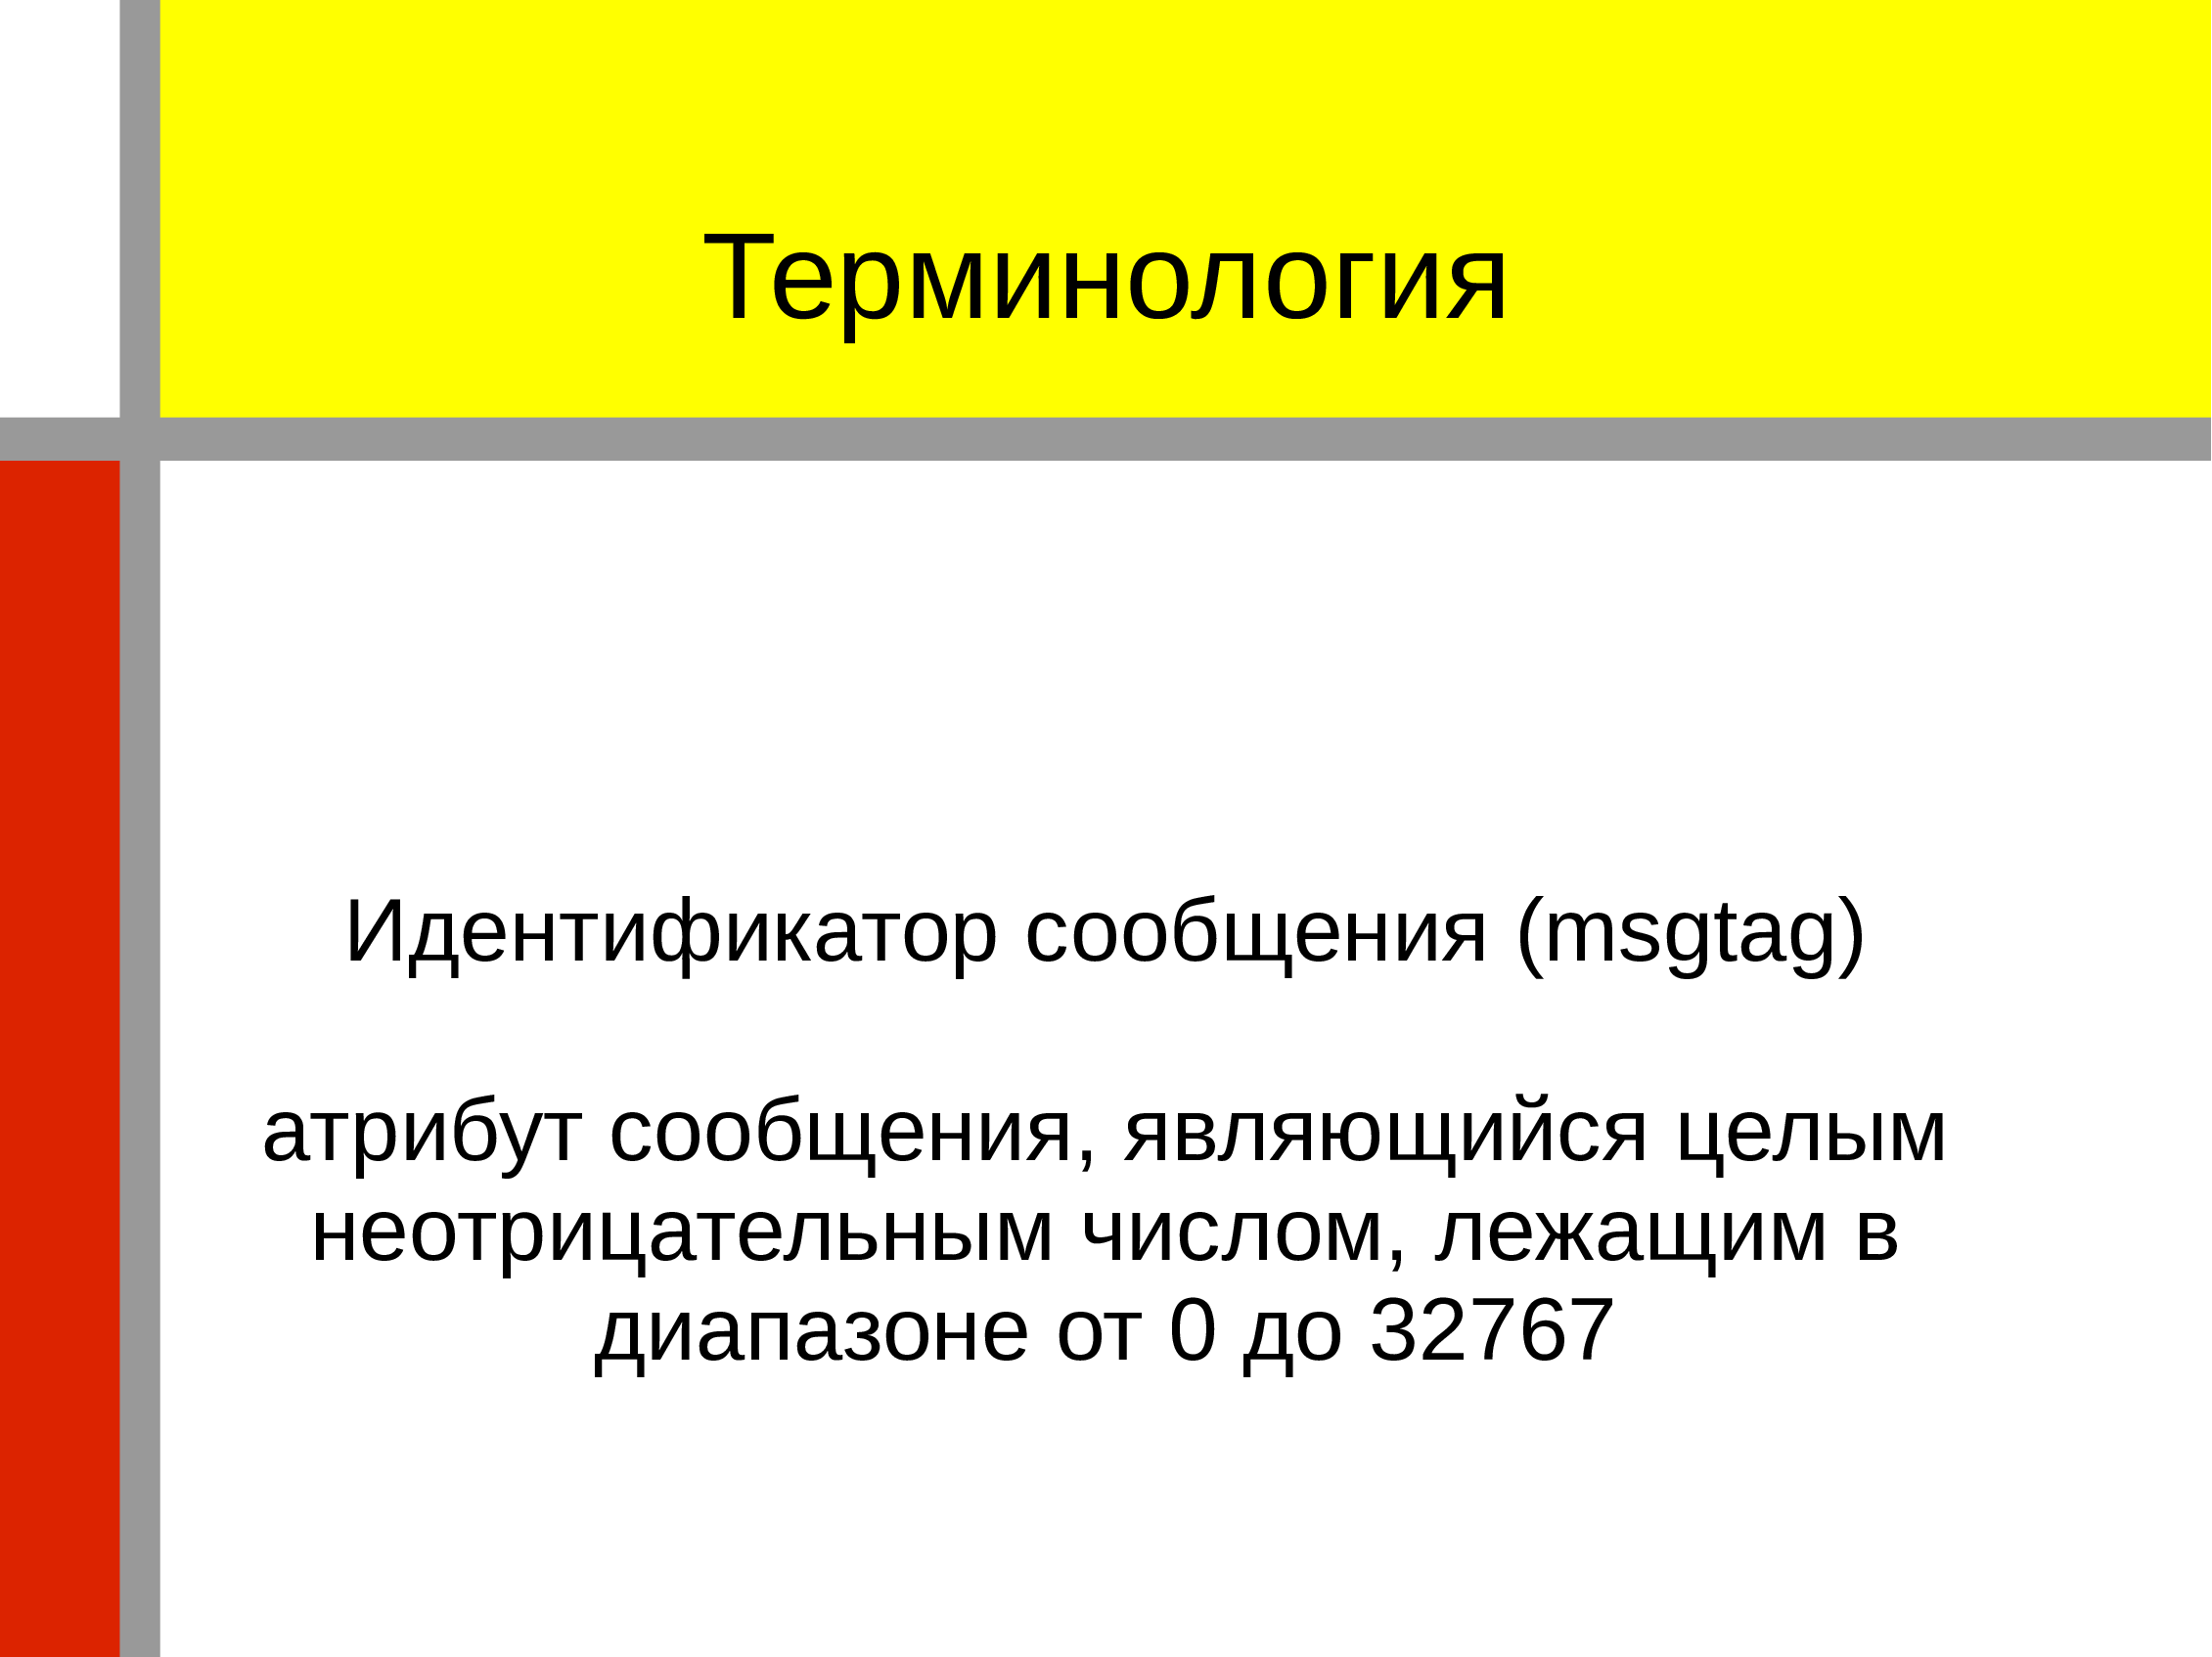 Терминология
Идентификатор сообщения (msgtag)
атрибут сообщения, являющийся целым
неотрицательным числом, лежащим в
диапазоне от 0 до 32767